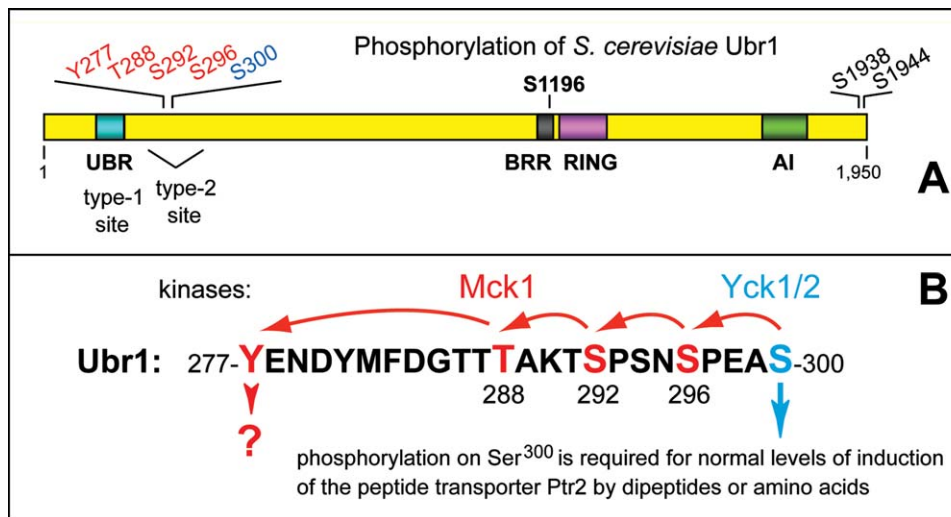 Phosphorylation of S. cerevisiae Ubr1
Y277 T288 S292 S296 S300
S1196
S1938 S1944
UBR
BRR RING
AI
1
1,950
type-1
site
type-2
site
A
B
kinases:
Mck1
Yck1/2
Ubr1: 277-YENDYMFDGTTTAKTSPSNSPEAS-300
288 292 296
?
phosphorylation on Ser300 is required for normal levels of induction
of the peptide transporter Ptr2 by dipeptides or amino acids